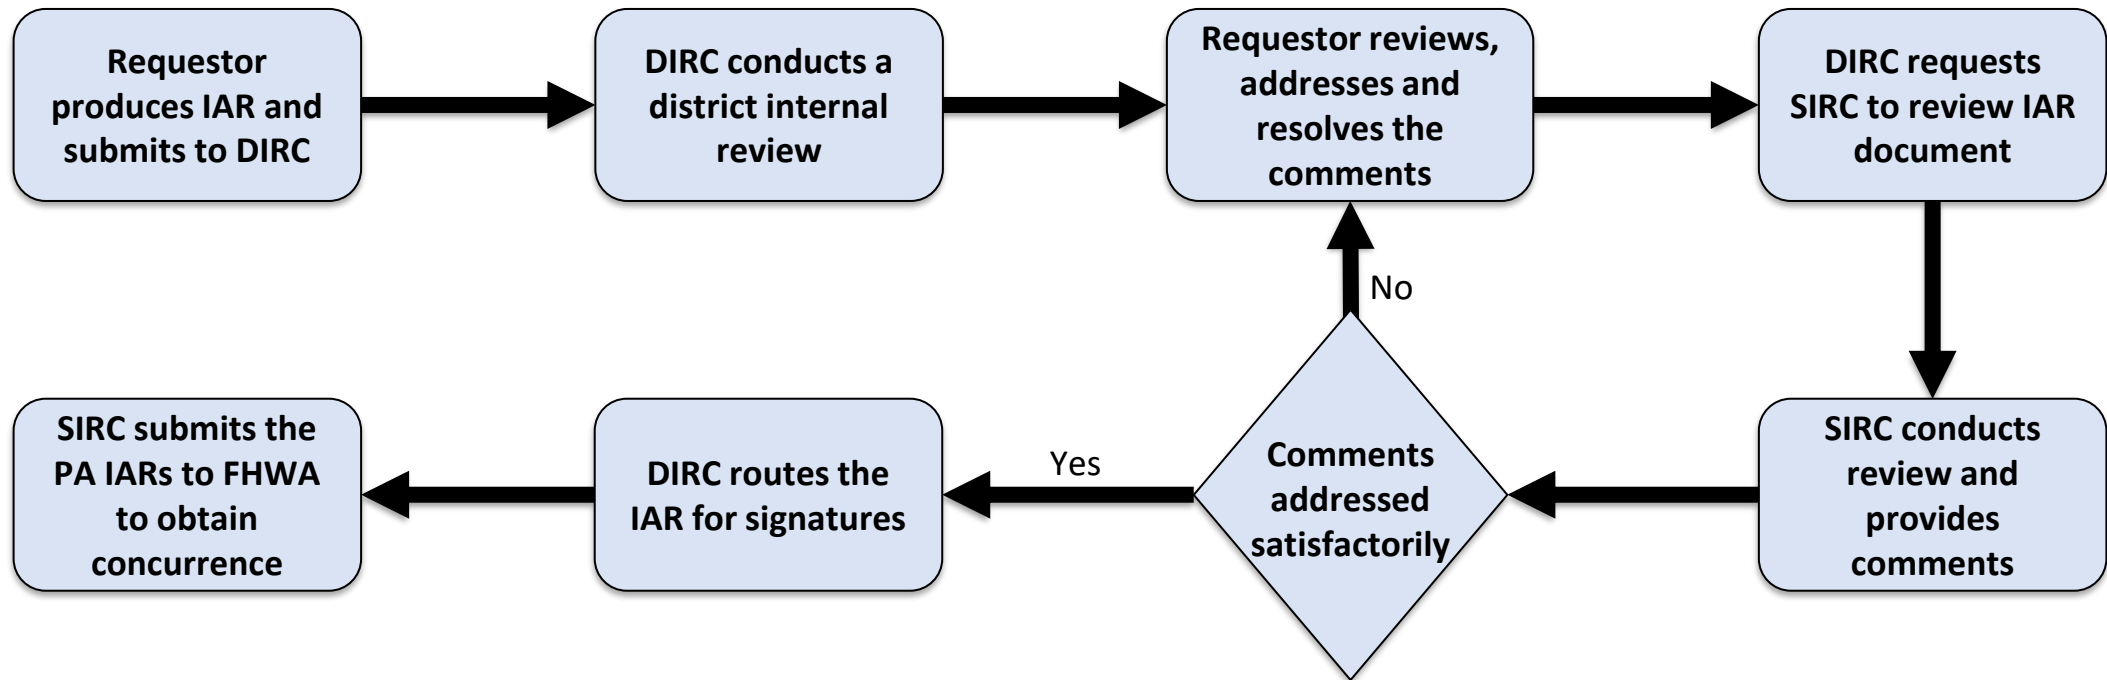 Requestor
produces IAR and
submits to DIRC
DIRC conducts a
district internal
review
Requestor reviews,
addresses and
resolves the
comments
DIRC requests
SIRC to review IAR
document
No
SIRC conducts
review and
provides
comments
Comments
addressed
satisfactorily
Yes
DIRC routes the
IAR for signatures
SIRC submits the
PA IARs to FHWA
to obtain
concurrence